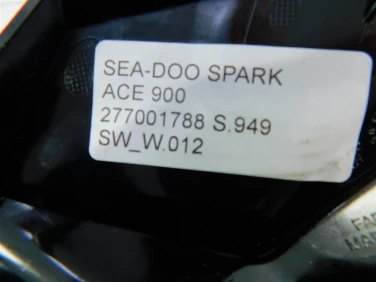 SEA-DOO SPARK
ACE 900
277001788 S.949
SW_W.012